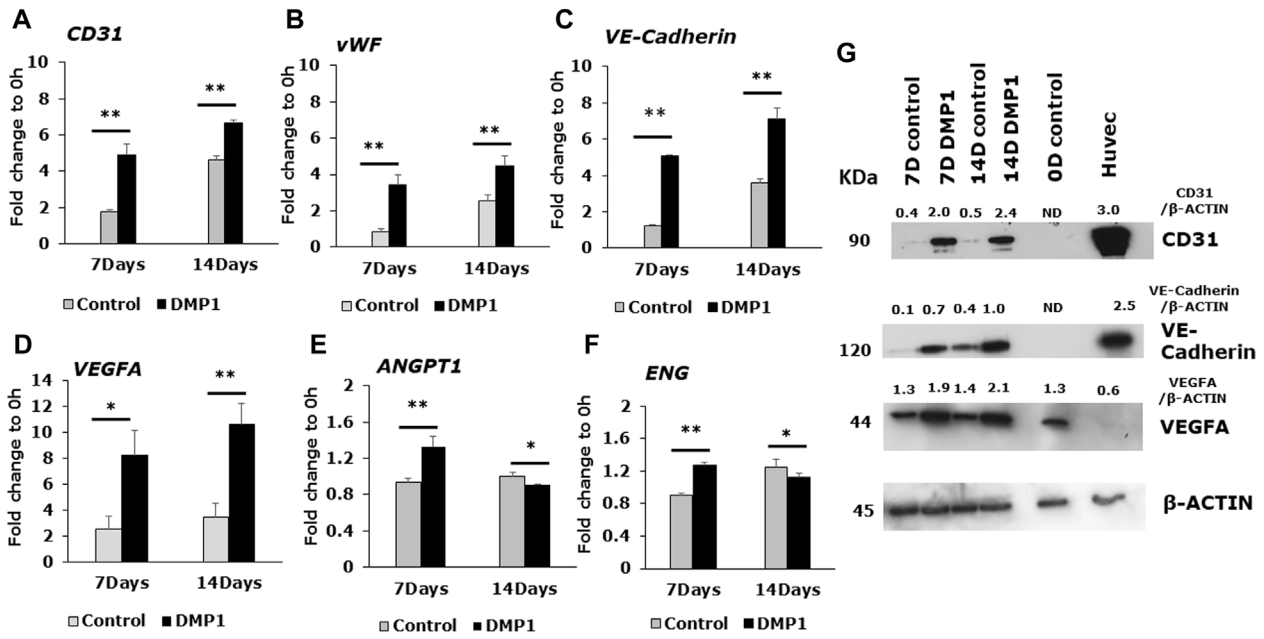 A
CD31
Fold change to 0h
10
8
6
4
2
0
**
**
7Days
14Days
Control
DMP1
B
vWF
Fold change to 0h
10
8
6
4
2
0
**
**
7Days
14Days
Control
DMP1
C
VE-Cadherin
Fold change to 0h
10
8
6
4
2
0
**
**
7Days
14Days
Control
DMP1
D
VEGFA
Fold change to 0h
14
12
10
8
6
4
2
0
*
**
7Days
14Days
Control
DMP1
E
ANGPT1
Fold change to 0h
2
1.6
1.2
0.8
0.4
0
**
*
7Days
14Days
Control
DMP1
F
ENG
Fold change to 0h
2
1.6
1.2
0.8
0.4
0
**
*
7Days
14Days
Control
DMP1
G
KDa
7D control
7D DMP1
14D control
14D DMP1
0D control
Huvec
0.4 2.0 0.5 2.4 ND 3.0
CD31
/β-ACTIN
90
CD31
0.1 0.7 0.4 1.0 ND 2.5
VE-Cadherin
/β-ACTIN
120
VE-
Cadherin
1.3 1.9 1.4 2.1 1.3 0.6
VEGFA
/β-ACTIN
44
VEGFA
45
β-ACTIN